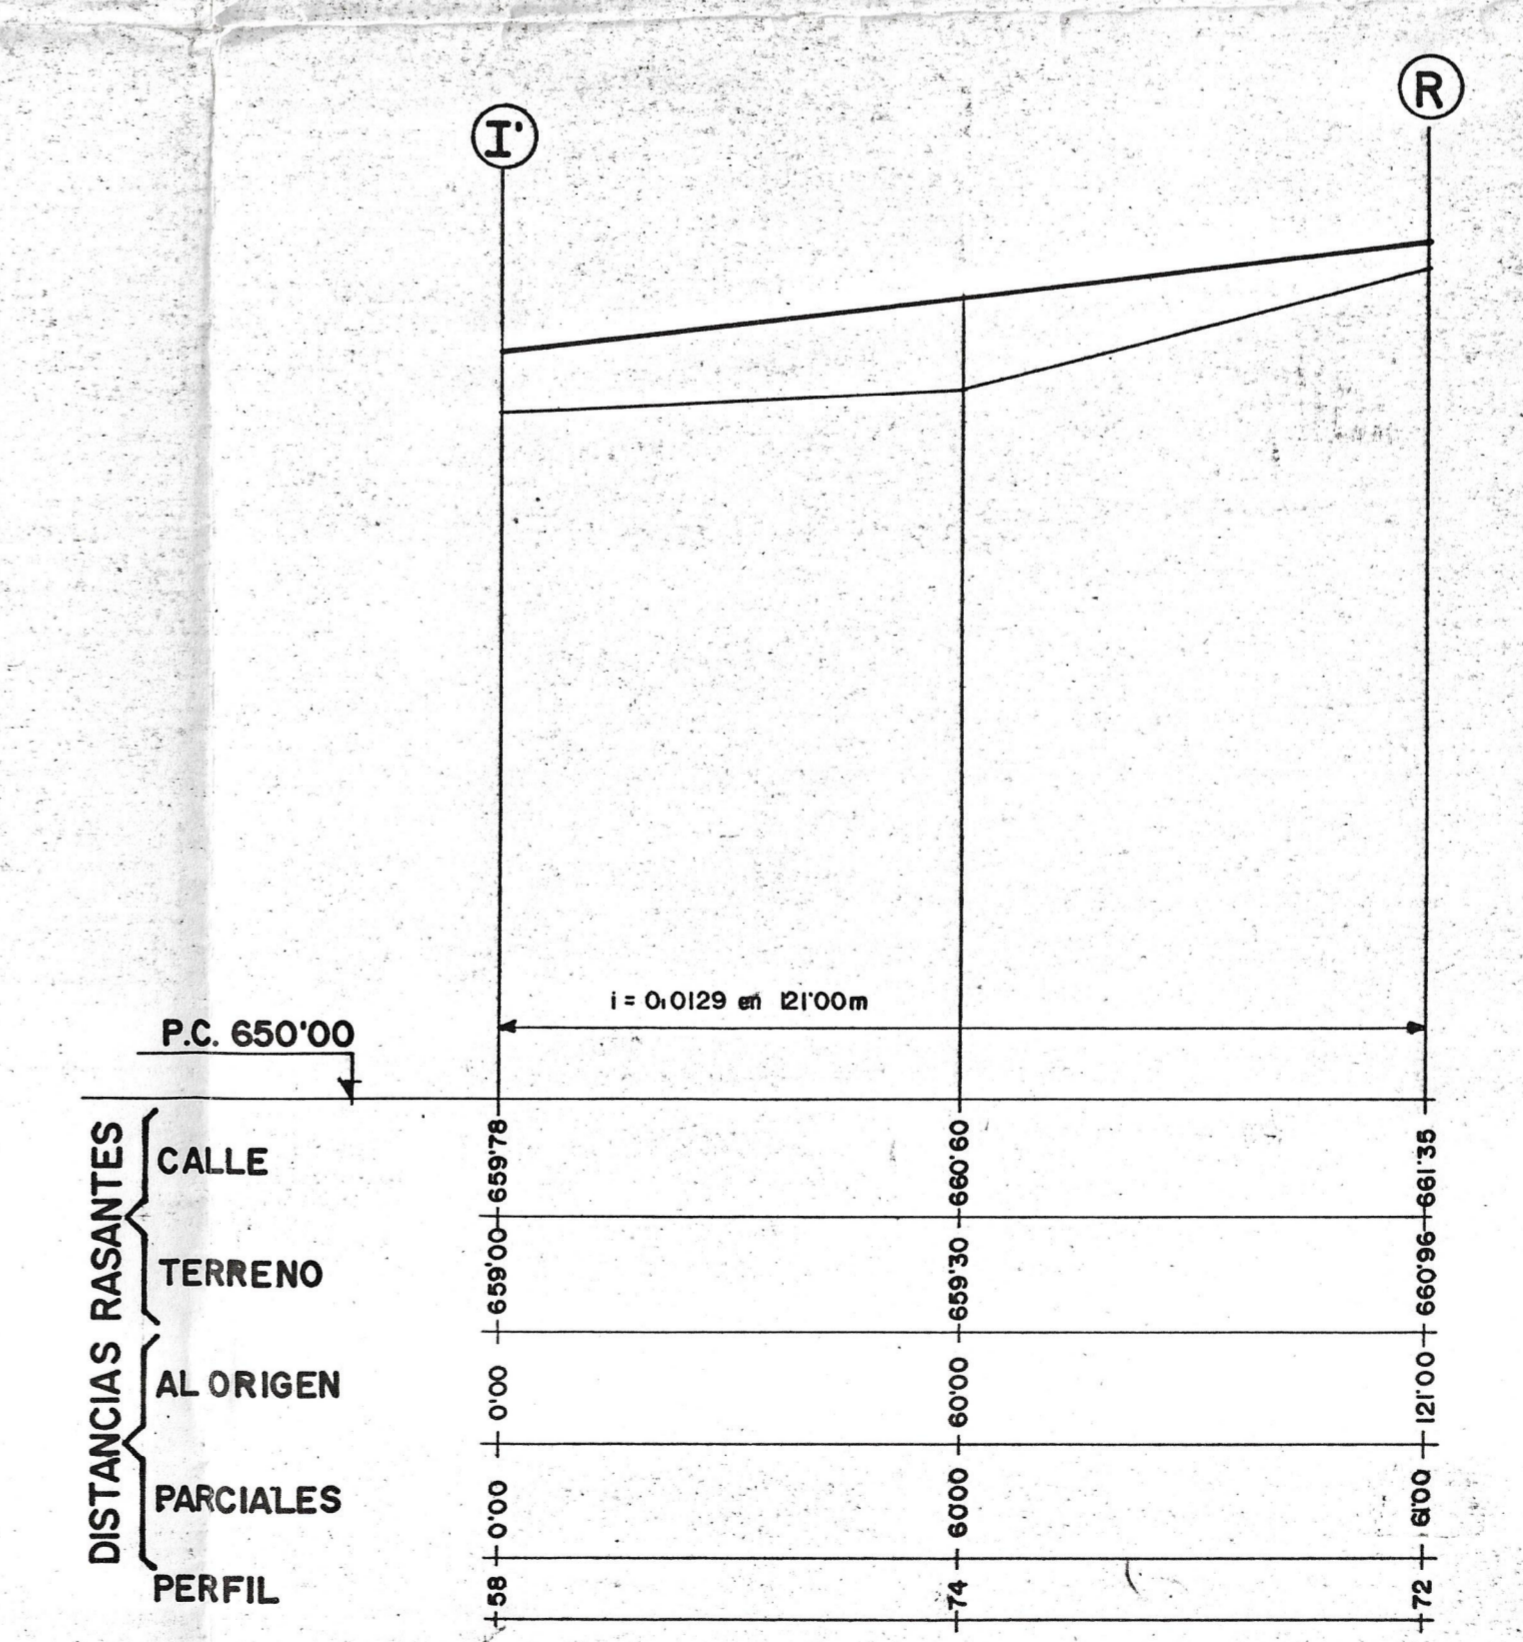 I'
R
i = 0,0129 en 121'00m
P.C. 650'00
RASANTES
CALLE
659'78
660'60
661'35
TERRENO
659'00
659'30
660'96
DISTANCIAS
AL ORIGEN
0'00
60'00
121'00
PARCIALES
0'00
60'00
61'00
PERFIL
58
74
72